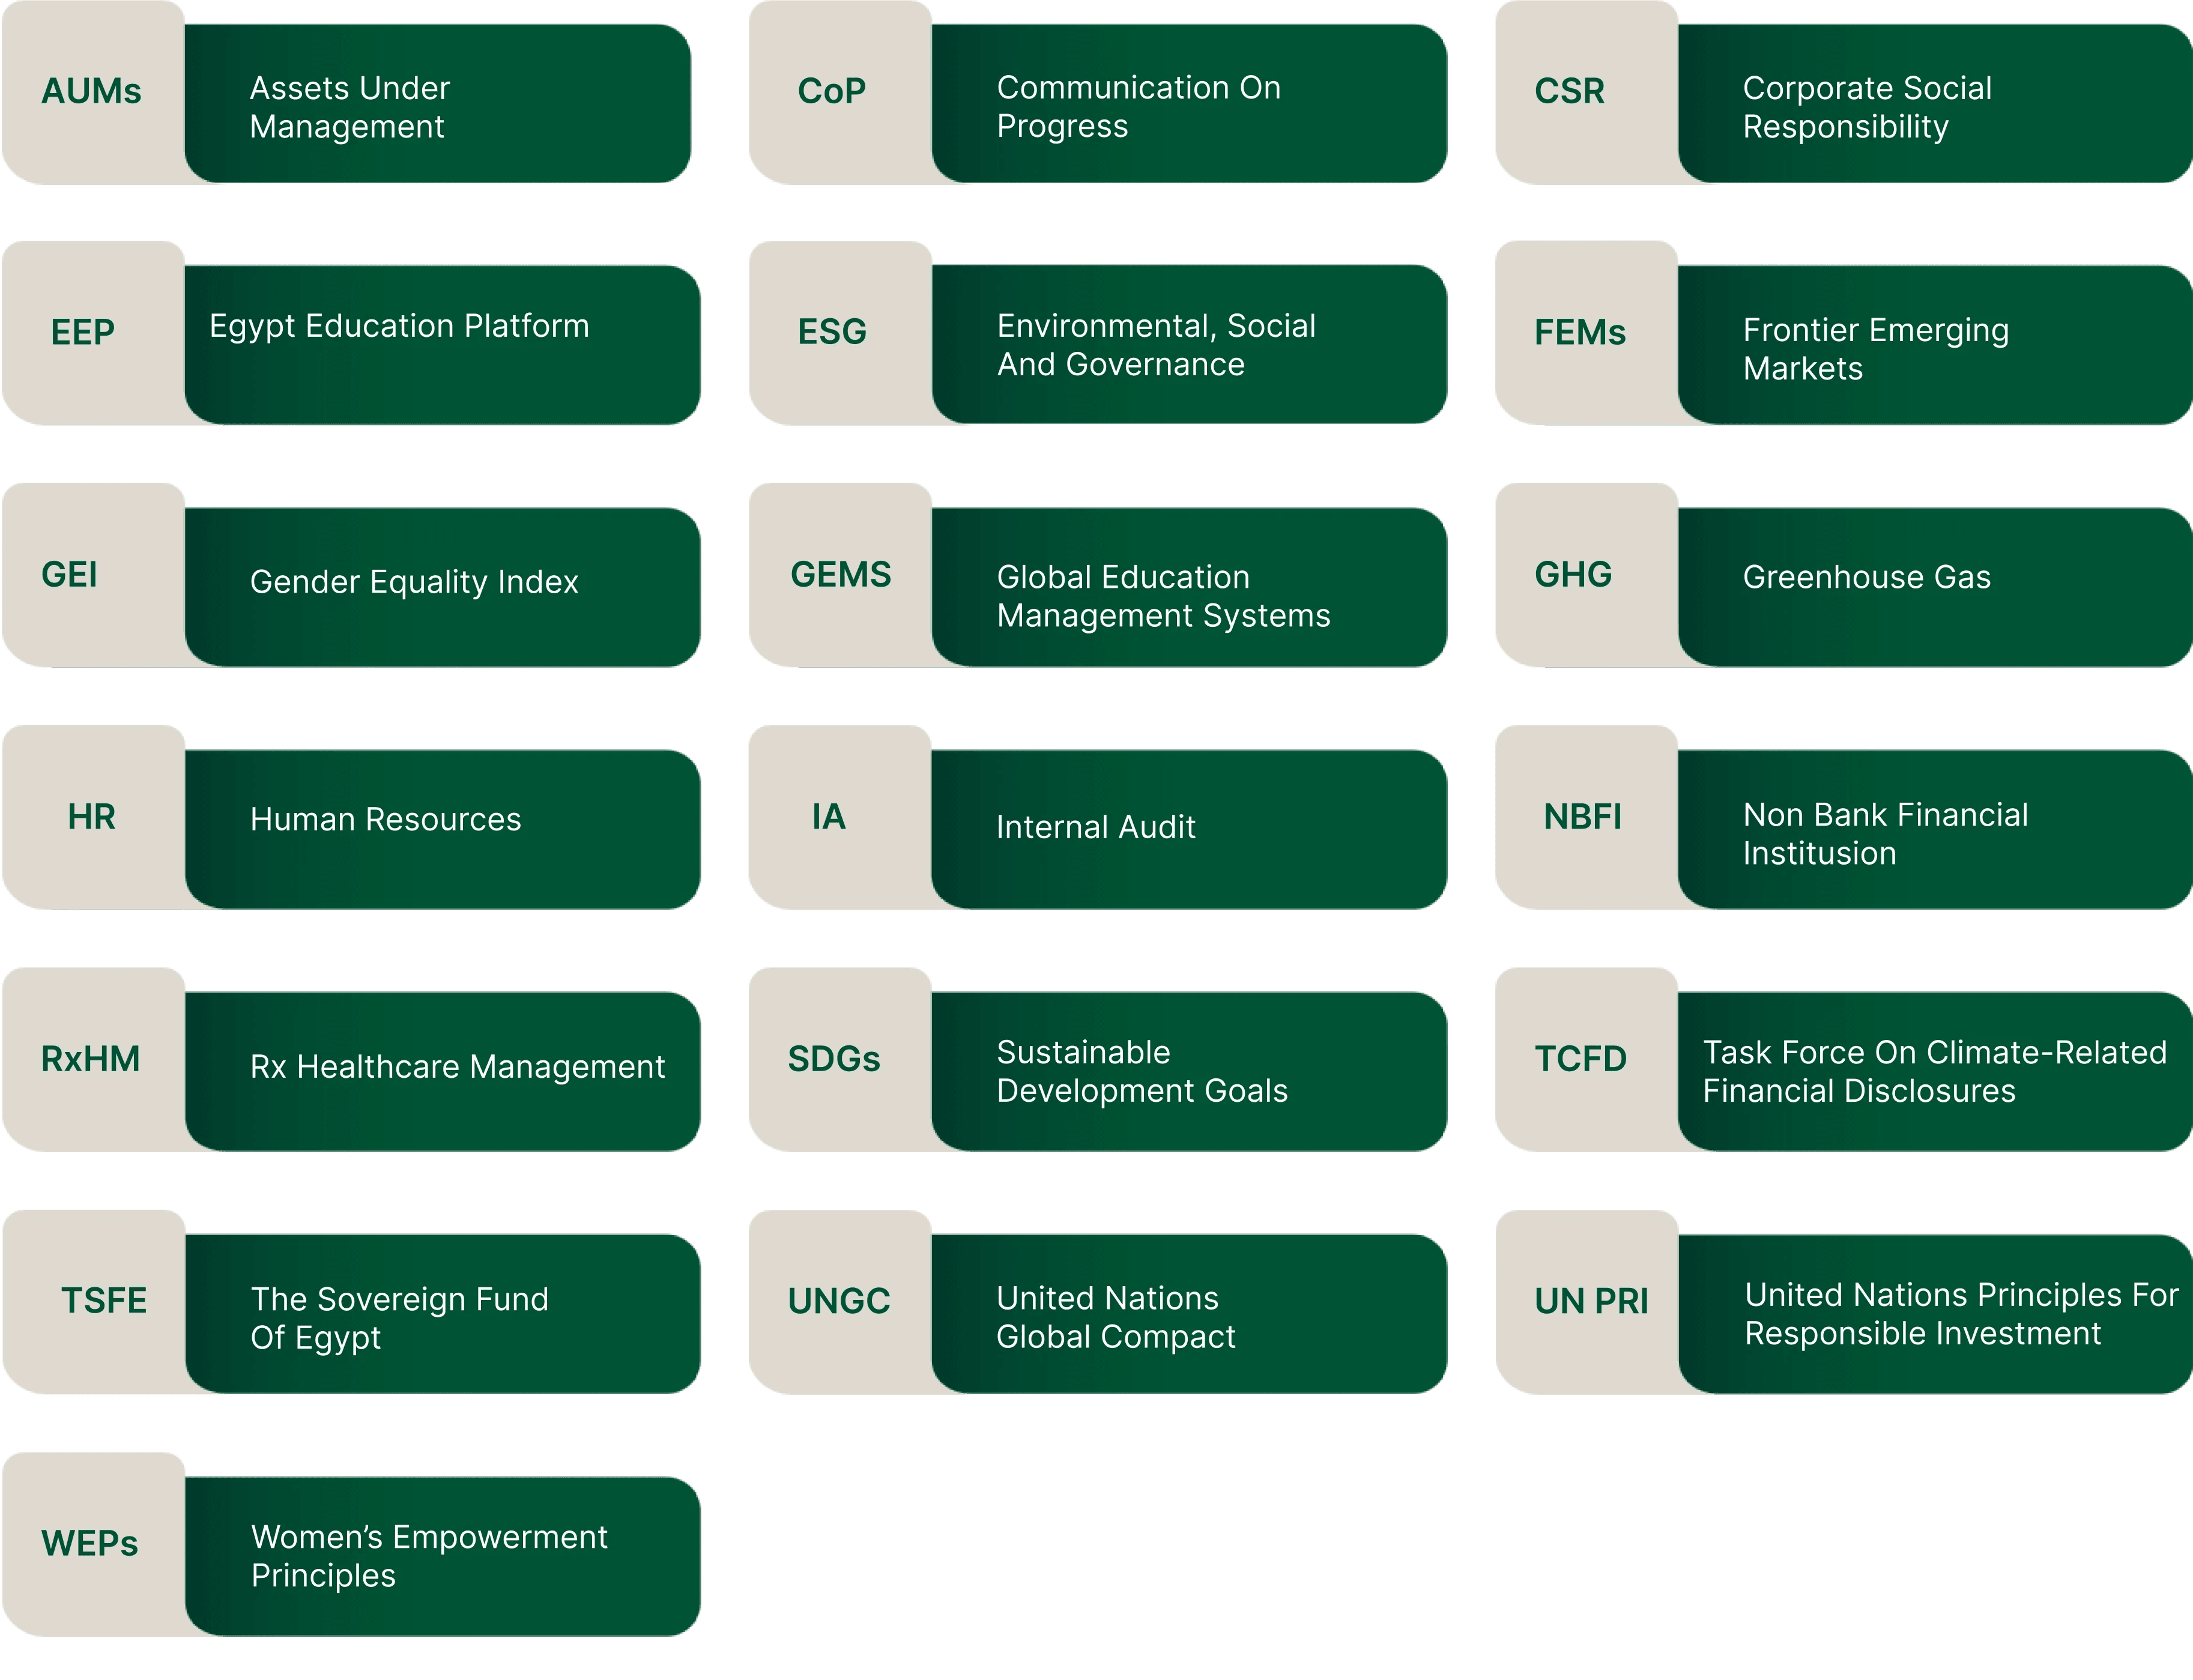 AUMs
Assets Under
Management
CoP
Communication On
Progress
CSR
Corporate Social
Responsibility
EEP
Egypt Education Platform
ESG
Environmental, Social
And Governance
FEMs
Frontier Emerging
Markets
GEI
Gender Equality Index
GEMS
Global Education
Management Systems
GHG
Greenhouse Gas
HR
Human Resources
IA
Internal Audit
NBFI
Non Bank Financial
Institusion
RxHM
Rx Healthcare Management
SDGs
Sustainable
Development Goals
TCFD
Task Force On Climate-Related
Financial Disclosures
TSFE
The Sovereign Fund
Of Egypt
UNGC
United Nations
Global Compact
UN PRI
United Nations Principles For
Responsible Investment
WEPs
Women’s Empowerment
Principles